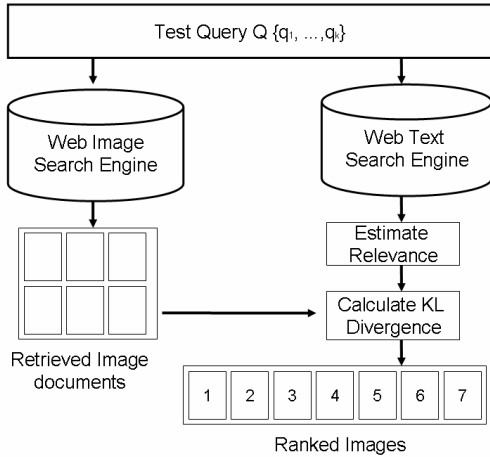 Test Query Q {q1, ...,qk}
Web Image
Search Engine
Web Text
Search Engine
Estimate
Relevance
Calculate KL
Divergence
Retrieved Image
documents
1 2 3 4 5 6 7
Ranked Images